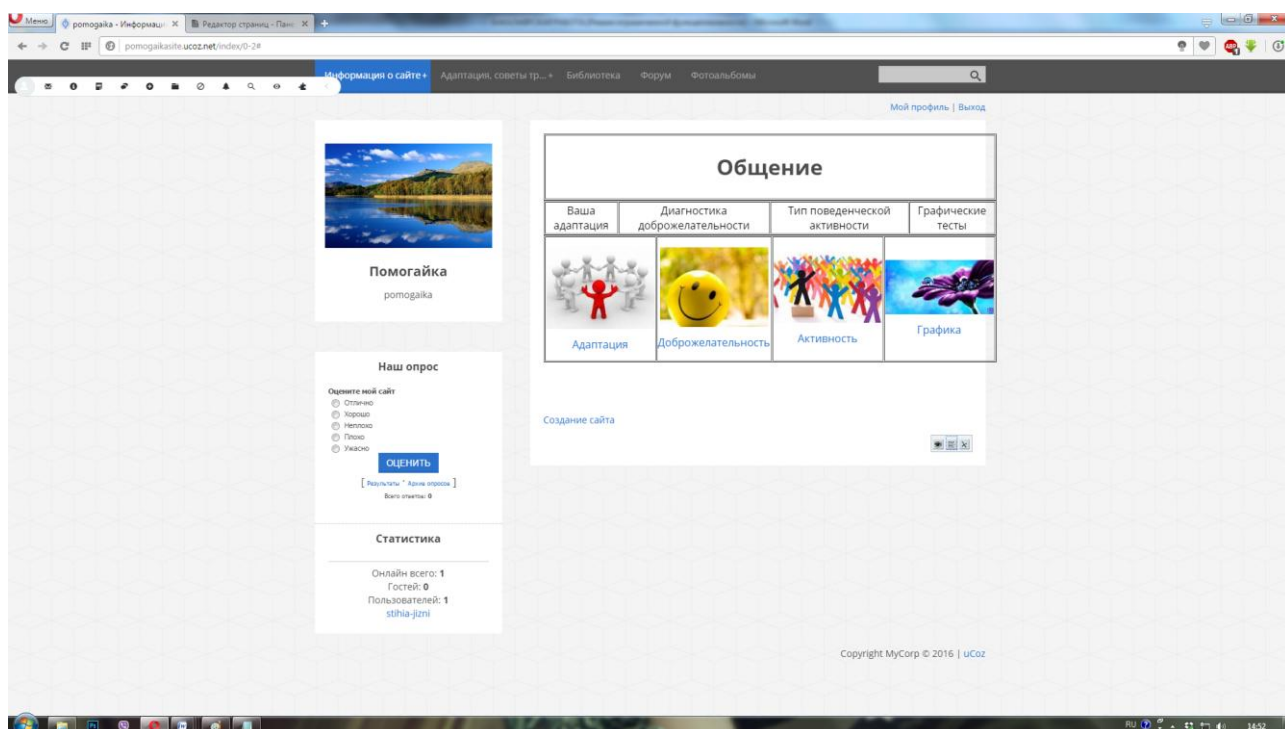 Меню
pomogaika - Информаци
Редактор страниц - Пан
pomogaikasite.ucoz.net/index/0-2#
Информация о сайте +
Адаптация, советы тр... +
Библиотека
Форум
Фотоальбомы
Мой профиль | Выход
Помогайка
pomogaika
Наш опрос
Оцените мой сайт
Отлично
Хорошо
Неплохо
Плохо
Ужасно
ОЦЕНИТЬ
[ Результаты · Архив опросов ]
Всего ответов: 0
Статистика
Онлайн всего: 1
Гостей: 0
Пользователей: 1
stihia-jizni
Общение
Ваша
адаптация
Диагностика
доброжелательности
Тип поведенческой
активности
Графические
тесты
Адаптация
Доброжелательность
Активность
Графика
Создание сайта
Copyright MyCorp © 2016 | uCoz
RU
14:52